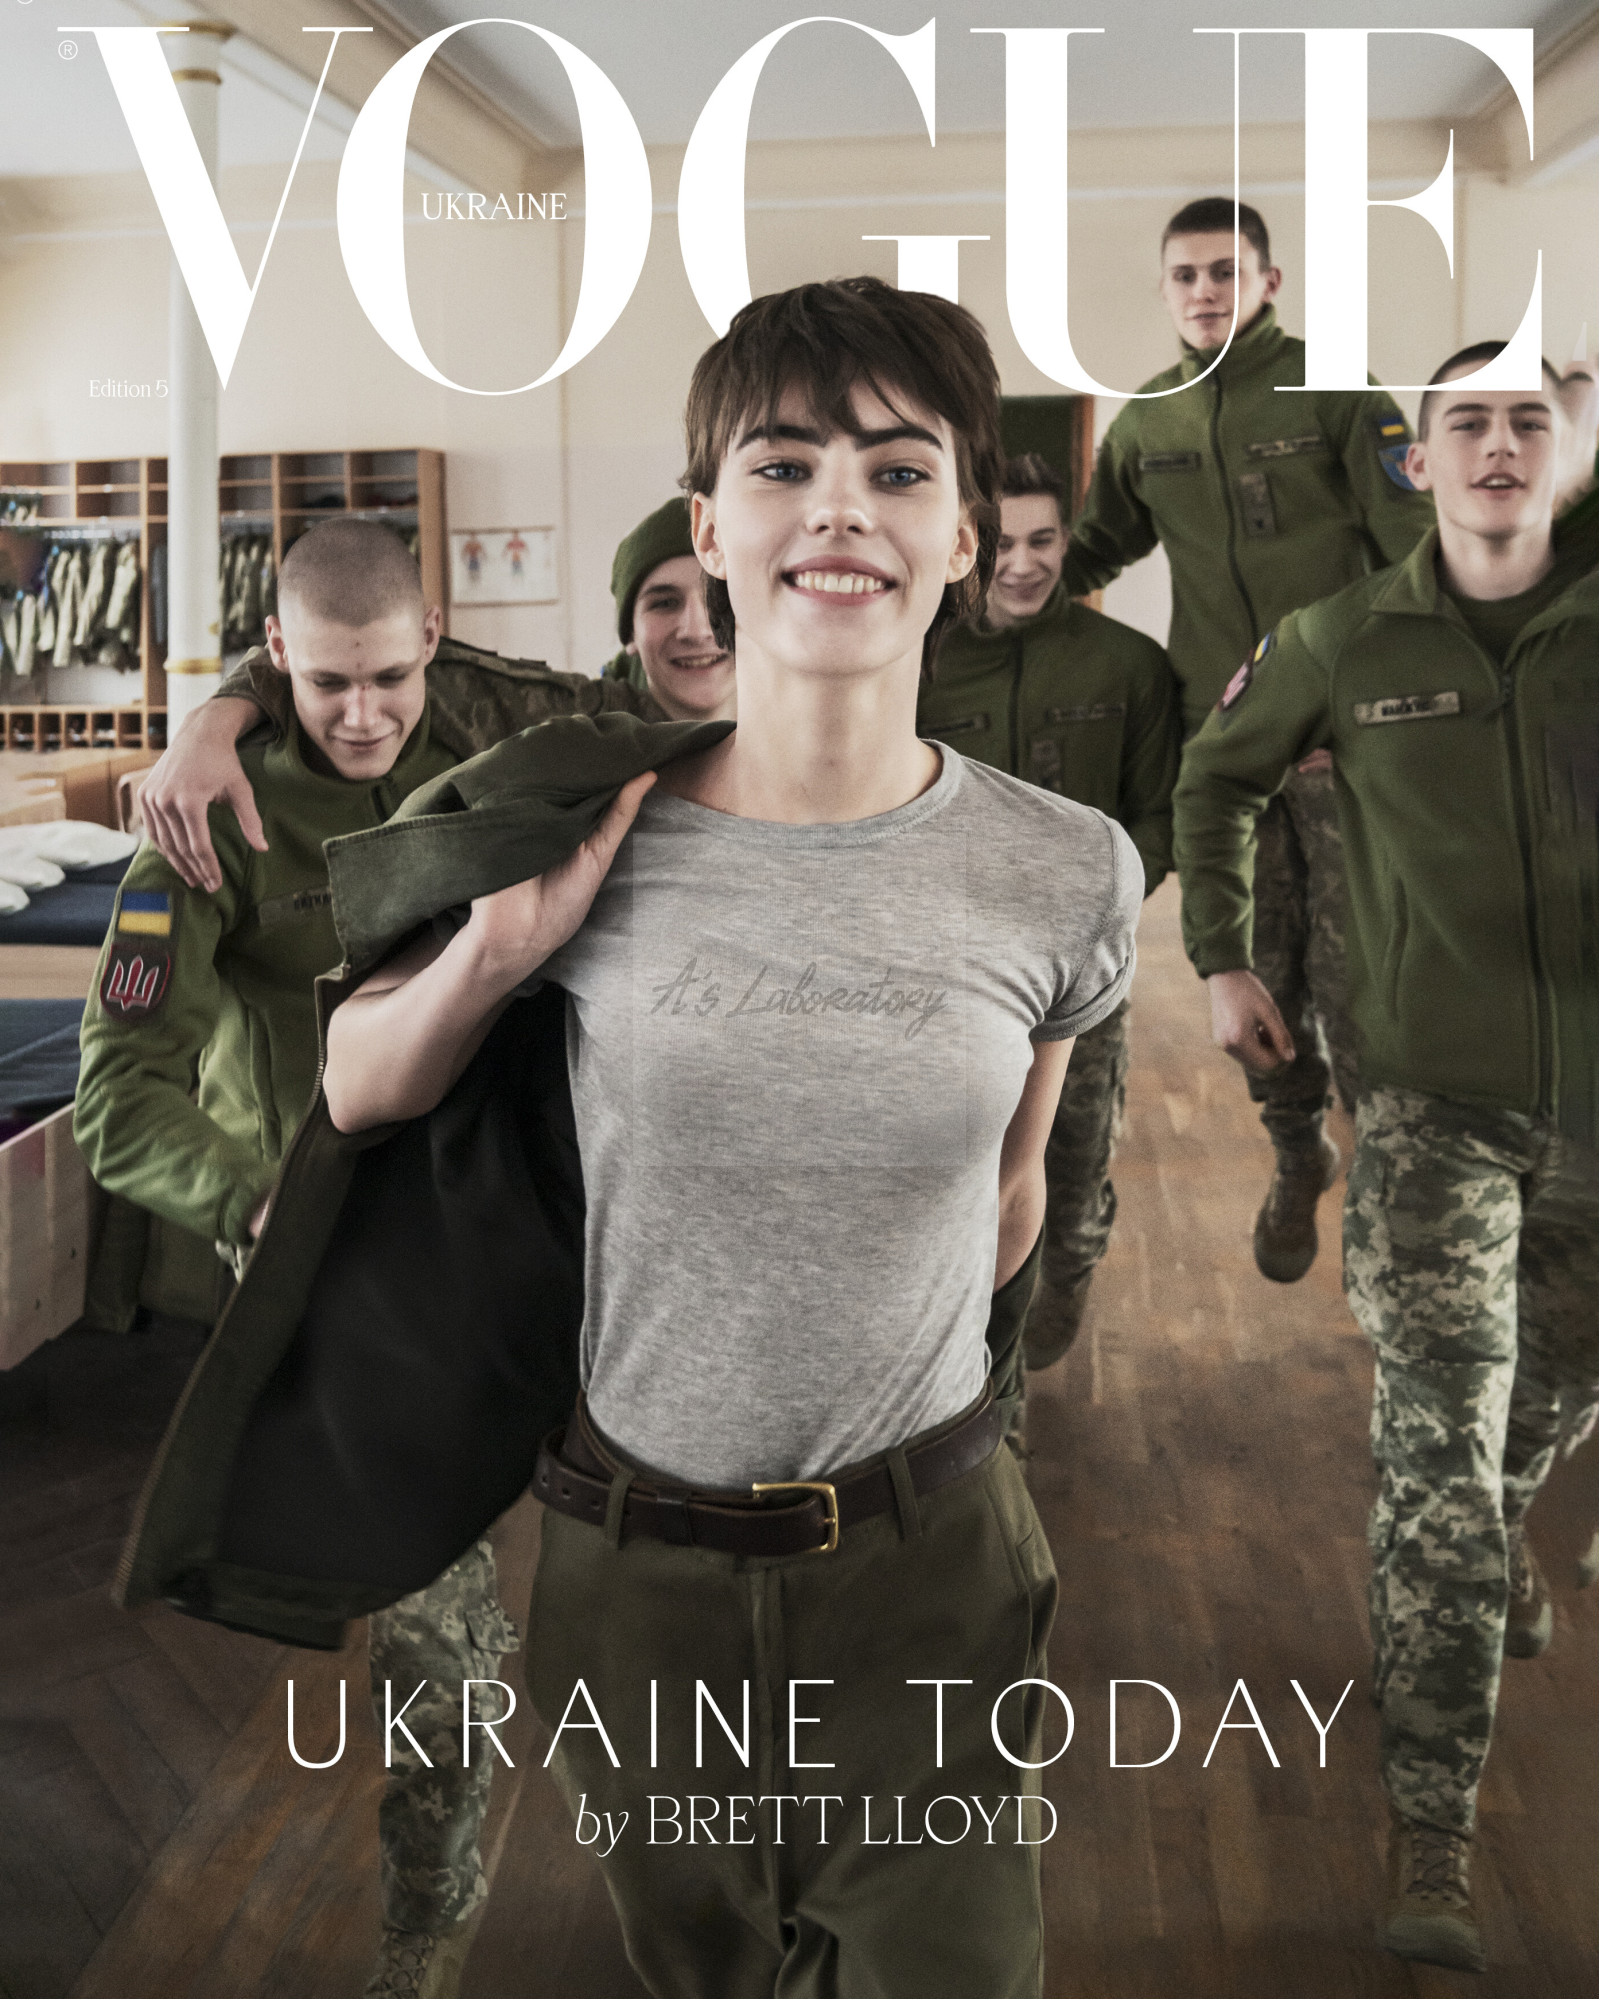 VOGUE
®
UKRAINE
Edition 5
A's Laboratory
UKRAINE TODAY
by BRETT LLOYD